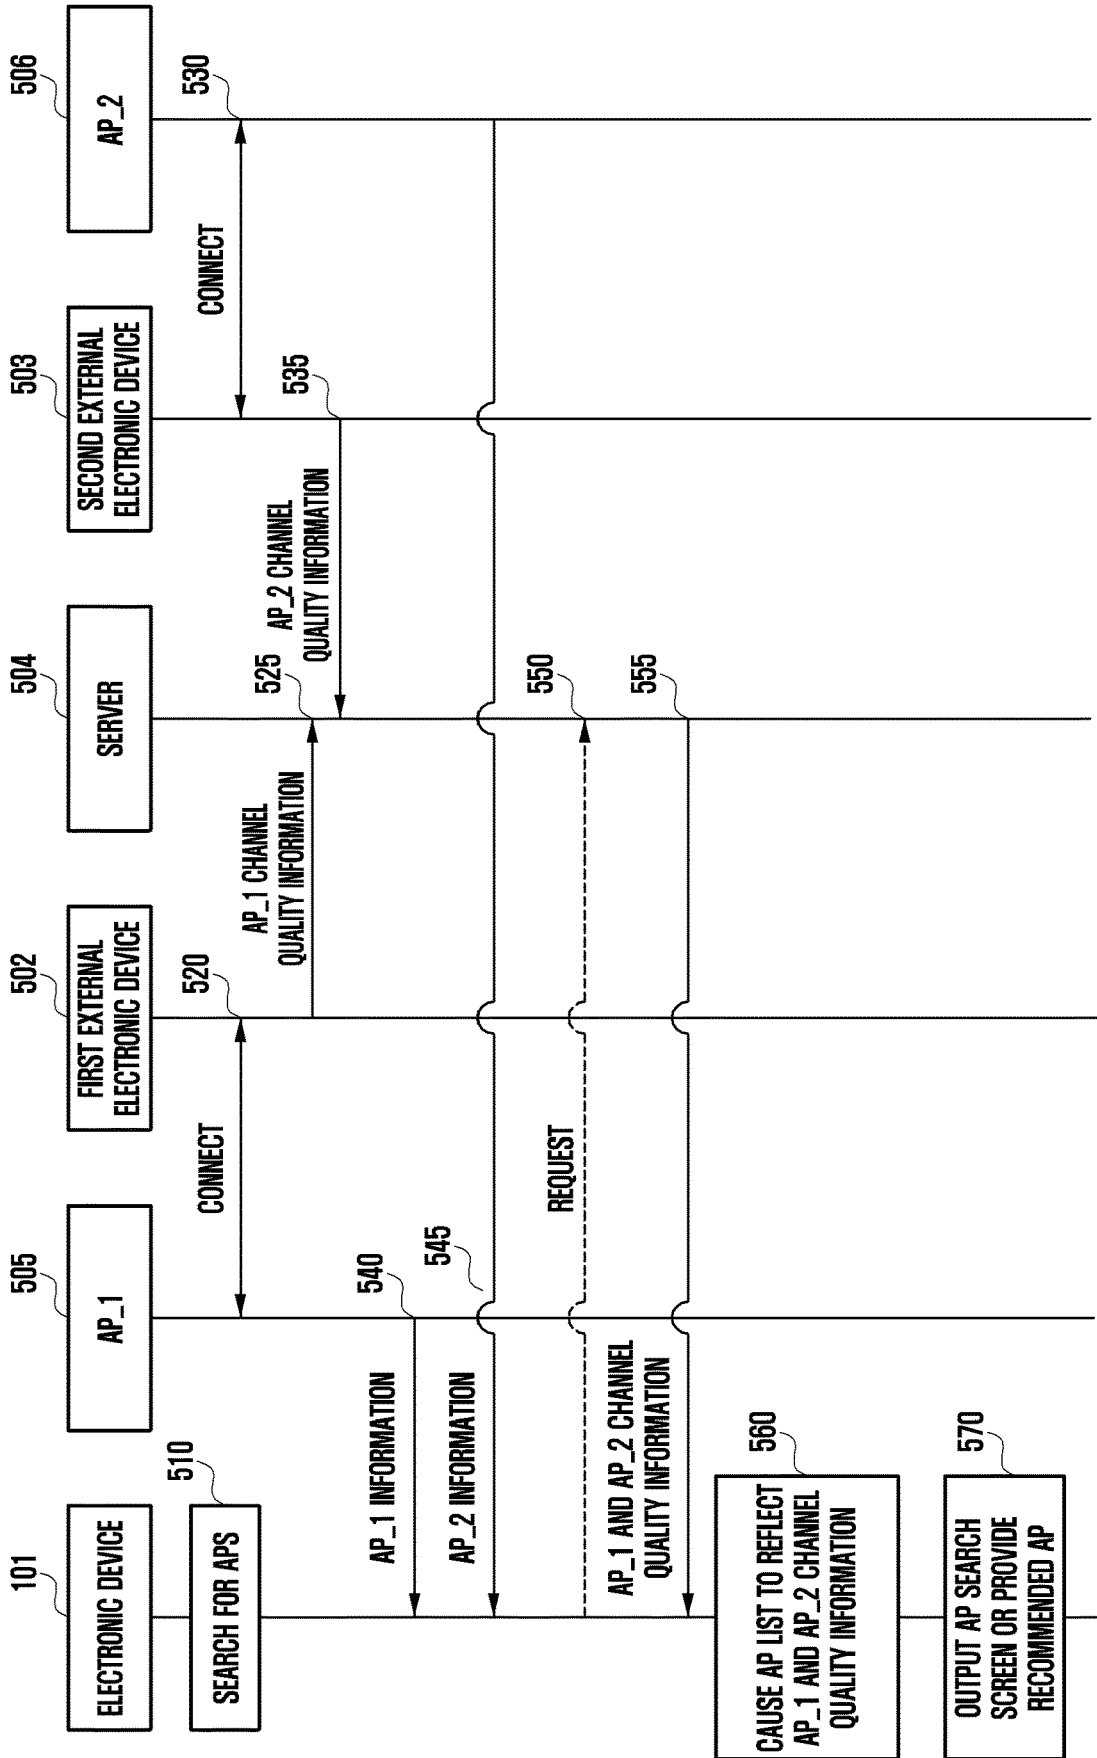 101
ELECTRONIC DEVICE
505
AP_1
502
FIRST EXTERNAL
ELECTRONIC DEVICE
504
SERVER
503
SECOND EXTERNAL
ELECTRONIC DEVICE
506
AP_2
510
SEARCH FOR APS
CONNECT
520
CONNECT
530
AP_1 CHANNEL
QUALITY INFORMATION
525
AP_2 CHANNEL
QUALITY INFORMATION
535
AP_1 INFORMATION
540
AP_2 INFORMATION
545
REQUEST
550
AP_1 AND AP_2 CHANNEL
QUALITY INFORMATION
555
560
CAUSE AP LIST TO REFLECT
AP_1 AND AP_2 CHANNEL
QUALITY INFORMATION
570
OUTPUT AP SEARCH
SCREEN OR PROVIDE
RECOMMENDED AP